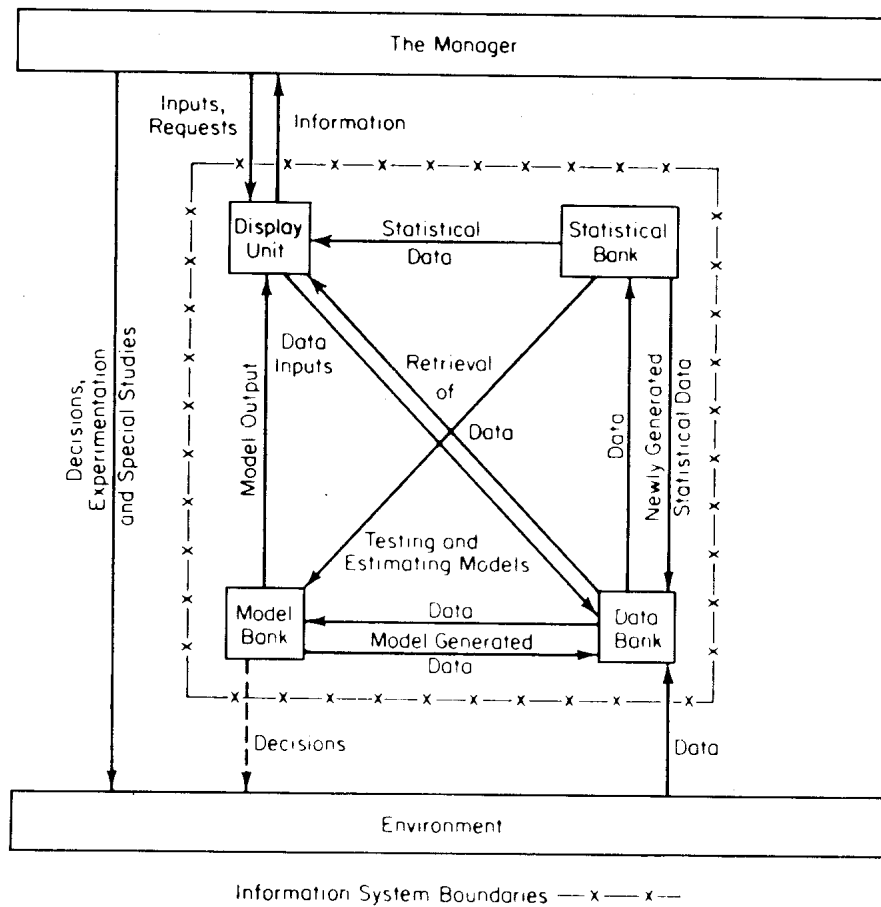 The Manager
Inputs,
Requests
Information
Display
Unit
Statistical
Data
Statistical
Bank
Decisions,
Experimentation
and Special Studies
Model Output
Data
Inputs
Retrieval
of
Data
Data
Newly Generated
Statistical Data
Testing and
Estimating Models
Model
Bank
Data
Model Generated
Data
Data
Bank
Decisions
Data
Environment
Information System Boundaries — x — x -